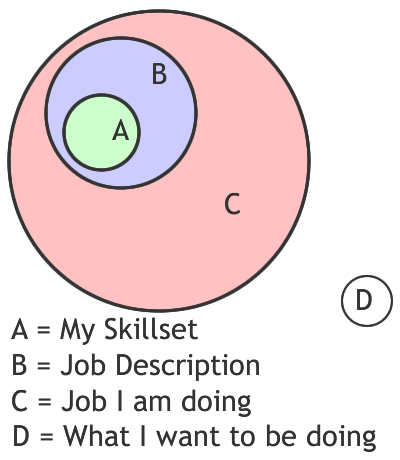 B
A
C
D
A = My Skillset
B = Job Description
C = Job I am doing
D = What I want to be doing